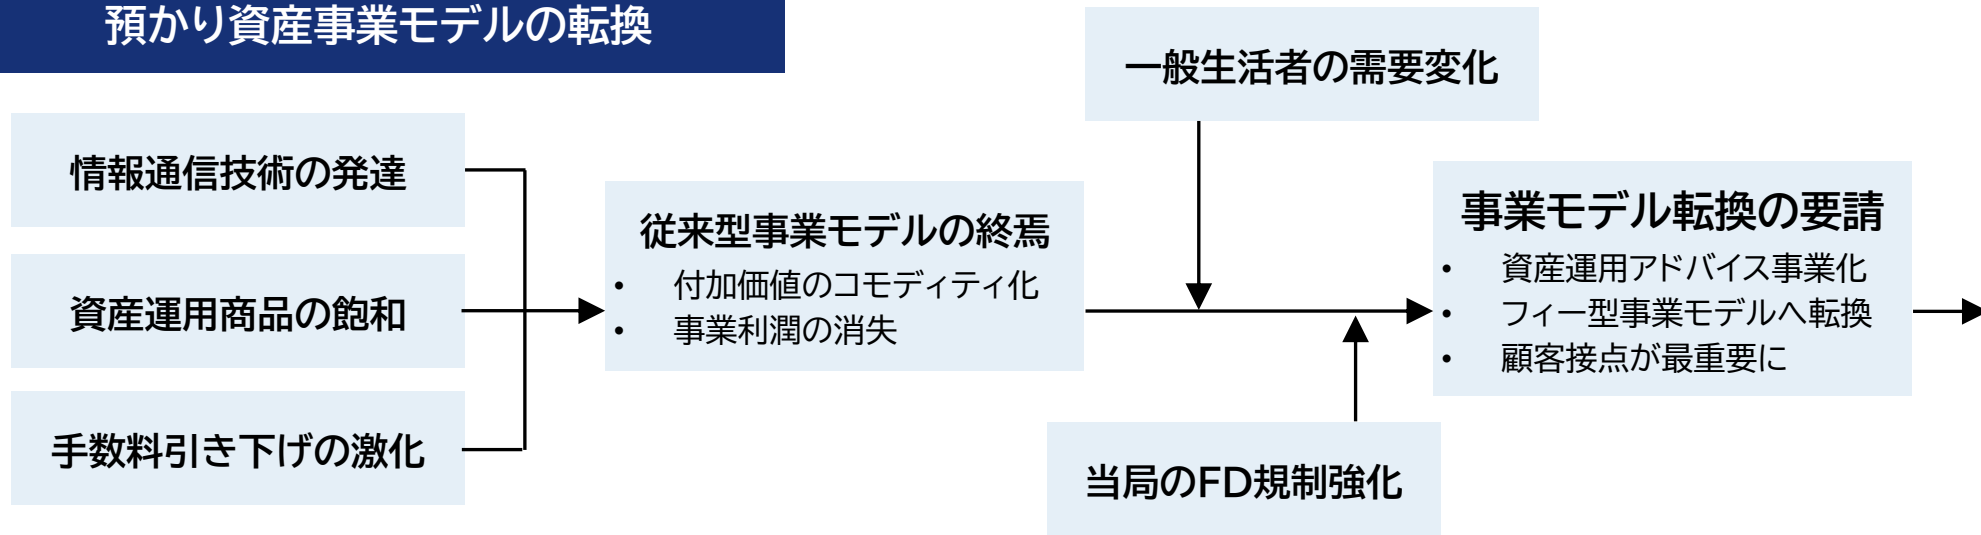 預かり資産事業モデルの転換
情報通信技術の発達
資産運用商品の飽和
手数料引き下げの激化
従来型事業モデルの終焉
• 付加価値のコモディティ化
• 事業利潤の消失
一般生活者の需要変化
当局のFD規制強化
事業モデル転換の要請
• 資産運用アドバイス事業化
• フィー型事業モデルへ転換
• 顧客接点が最重要に